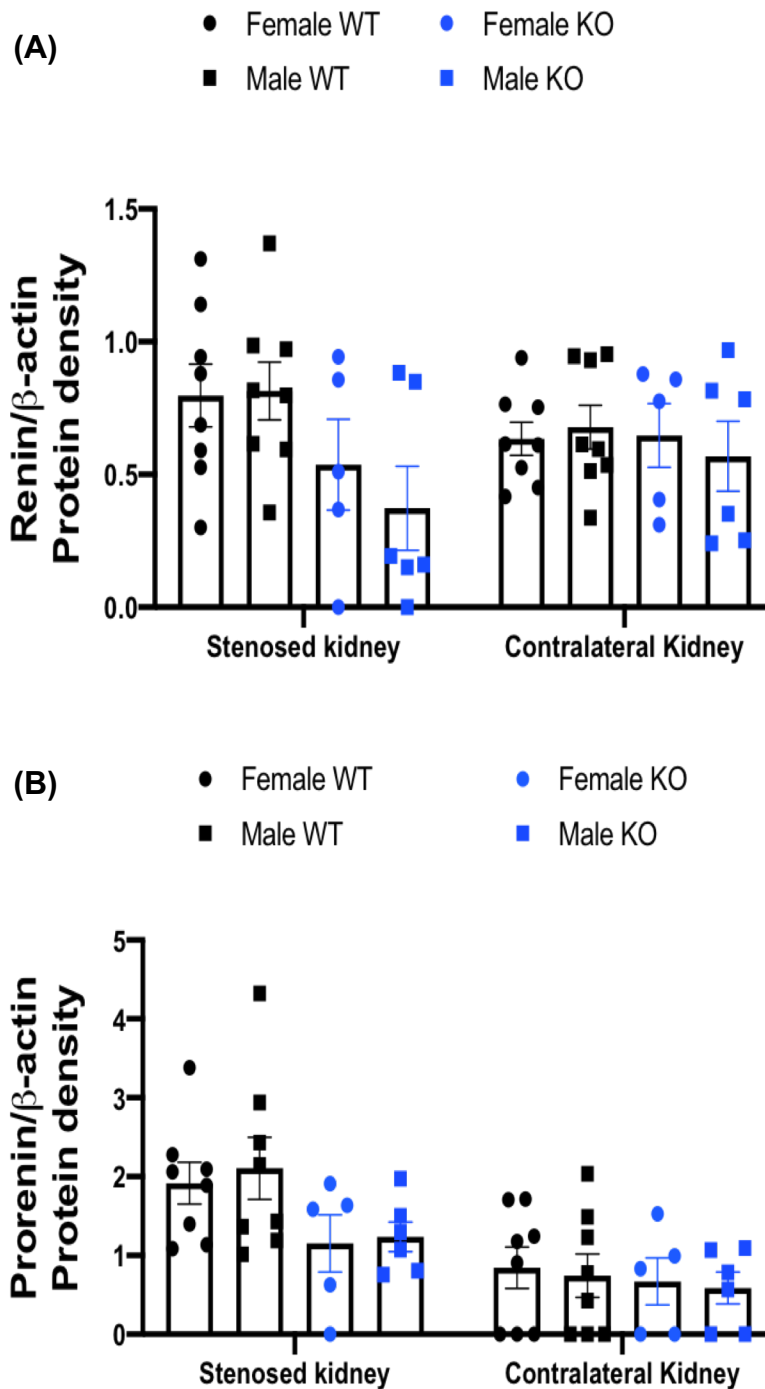 (A)
Female WT Female KO
Male WT Male KO
Renin/β-actin
Protein density
1.5
1.0
0.5
0.0
Stenosed kidney Contralateral Kidney
(B)
Female WT Female KO
Male WT Male KO
Prorenin/β-actin
Protein density
5
4
3
2
1
0
Stenosed kidney Contralateral Kidney